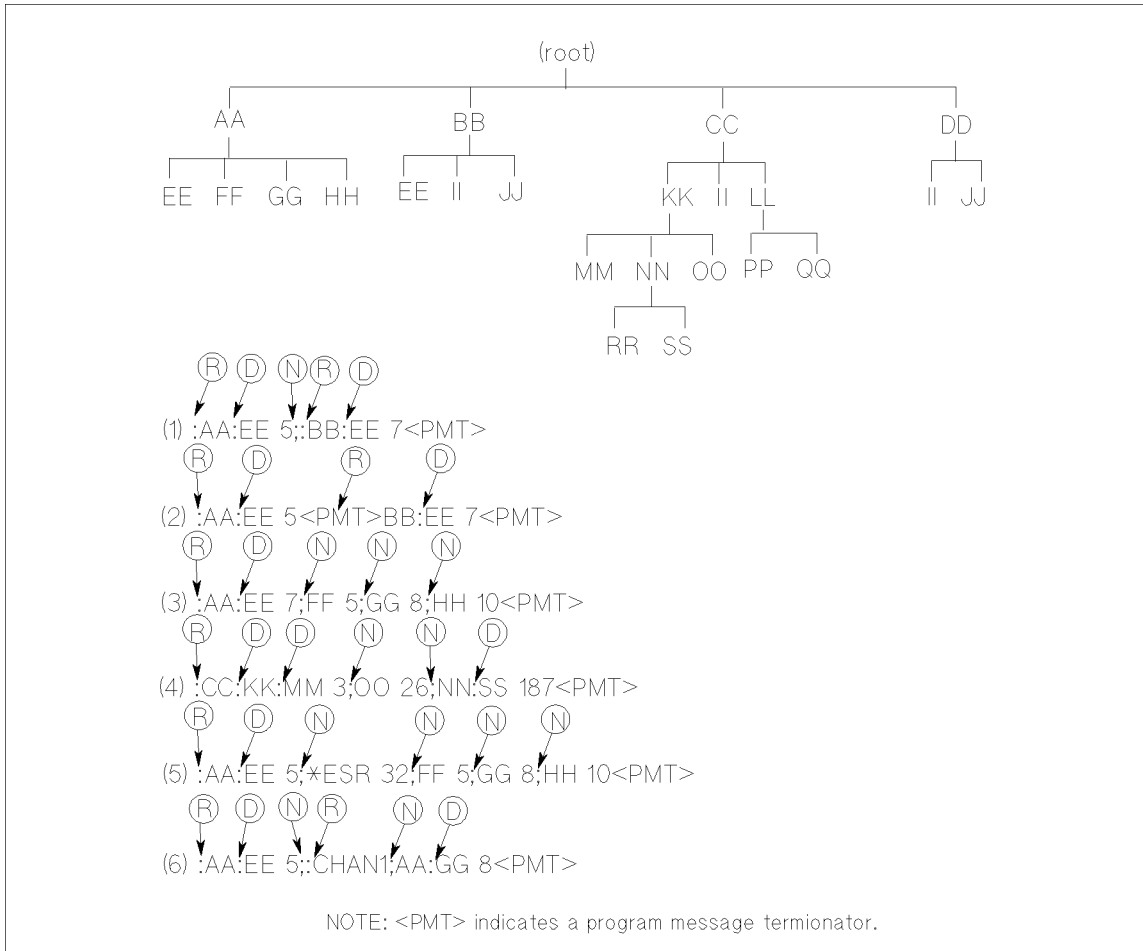 (root)
AA BB CC DD
EE FF GG HH EE II JJ KK II LL II JJ
MM NN OO PP QQ
RR SS
R D N R D
(1) :AA:EE 5;:BB:EE 7<PMT>
R D R D
(2) :AA:EE 5<PMT>BB:EE 7<PMT>
R D N N N
(3) :AA:EE 7;FF 5;GG 8;HH 10<PMT>
R D D N N D
(4) :CC:KK:MM 3;OO 26;NN:SS 187<PMT>
R D N N N N
(5) :AA:EE 5;*ESR 32;FF 5;GG 8;HH 10<PMT>
R D N R N D
(6) :AA:EE 5;:CHAN1;AA:GG 8<PMT>
NOTE: <PMT> indicates a program message termionator.